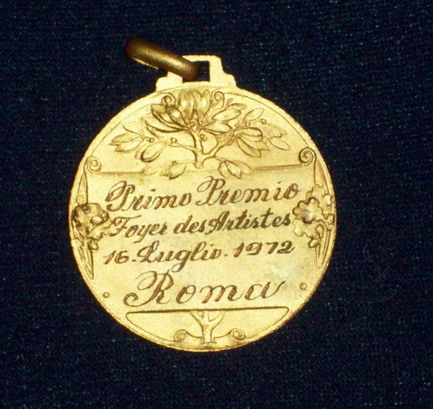 Primo Premio
Foyer des Artistes
16. Luglio. 1972
Roma